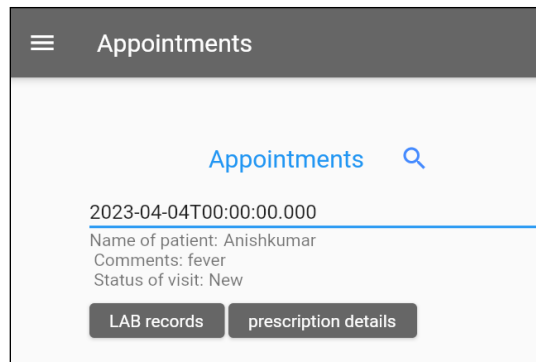 Appointments
Appointments
2023-04-04T00:00:00.000
Name of patient: Anishkumar
Comments: fever
Status of visit: New
LAB records prescription details